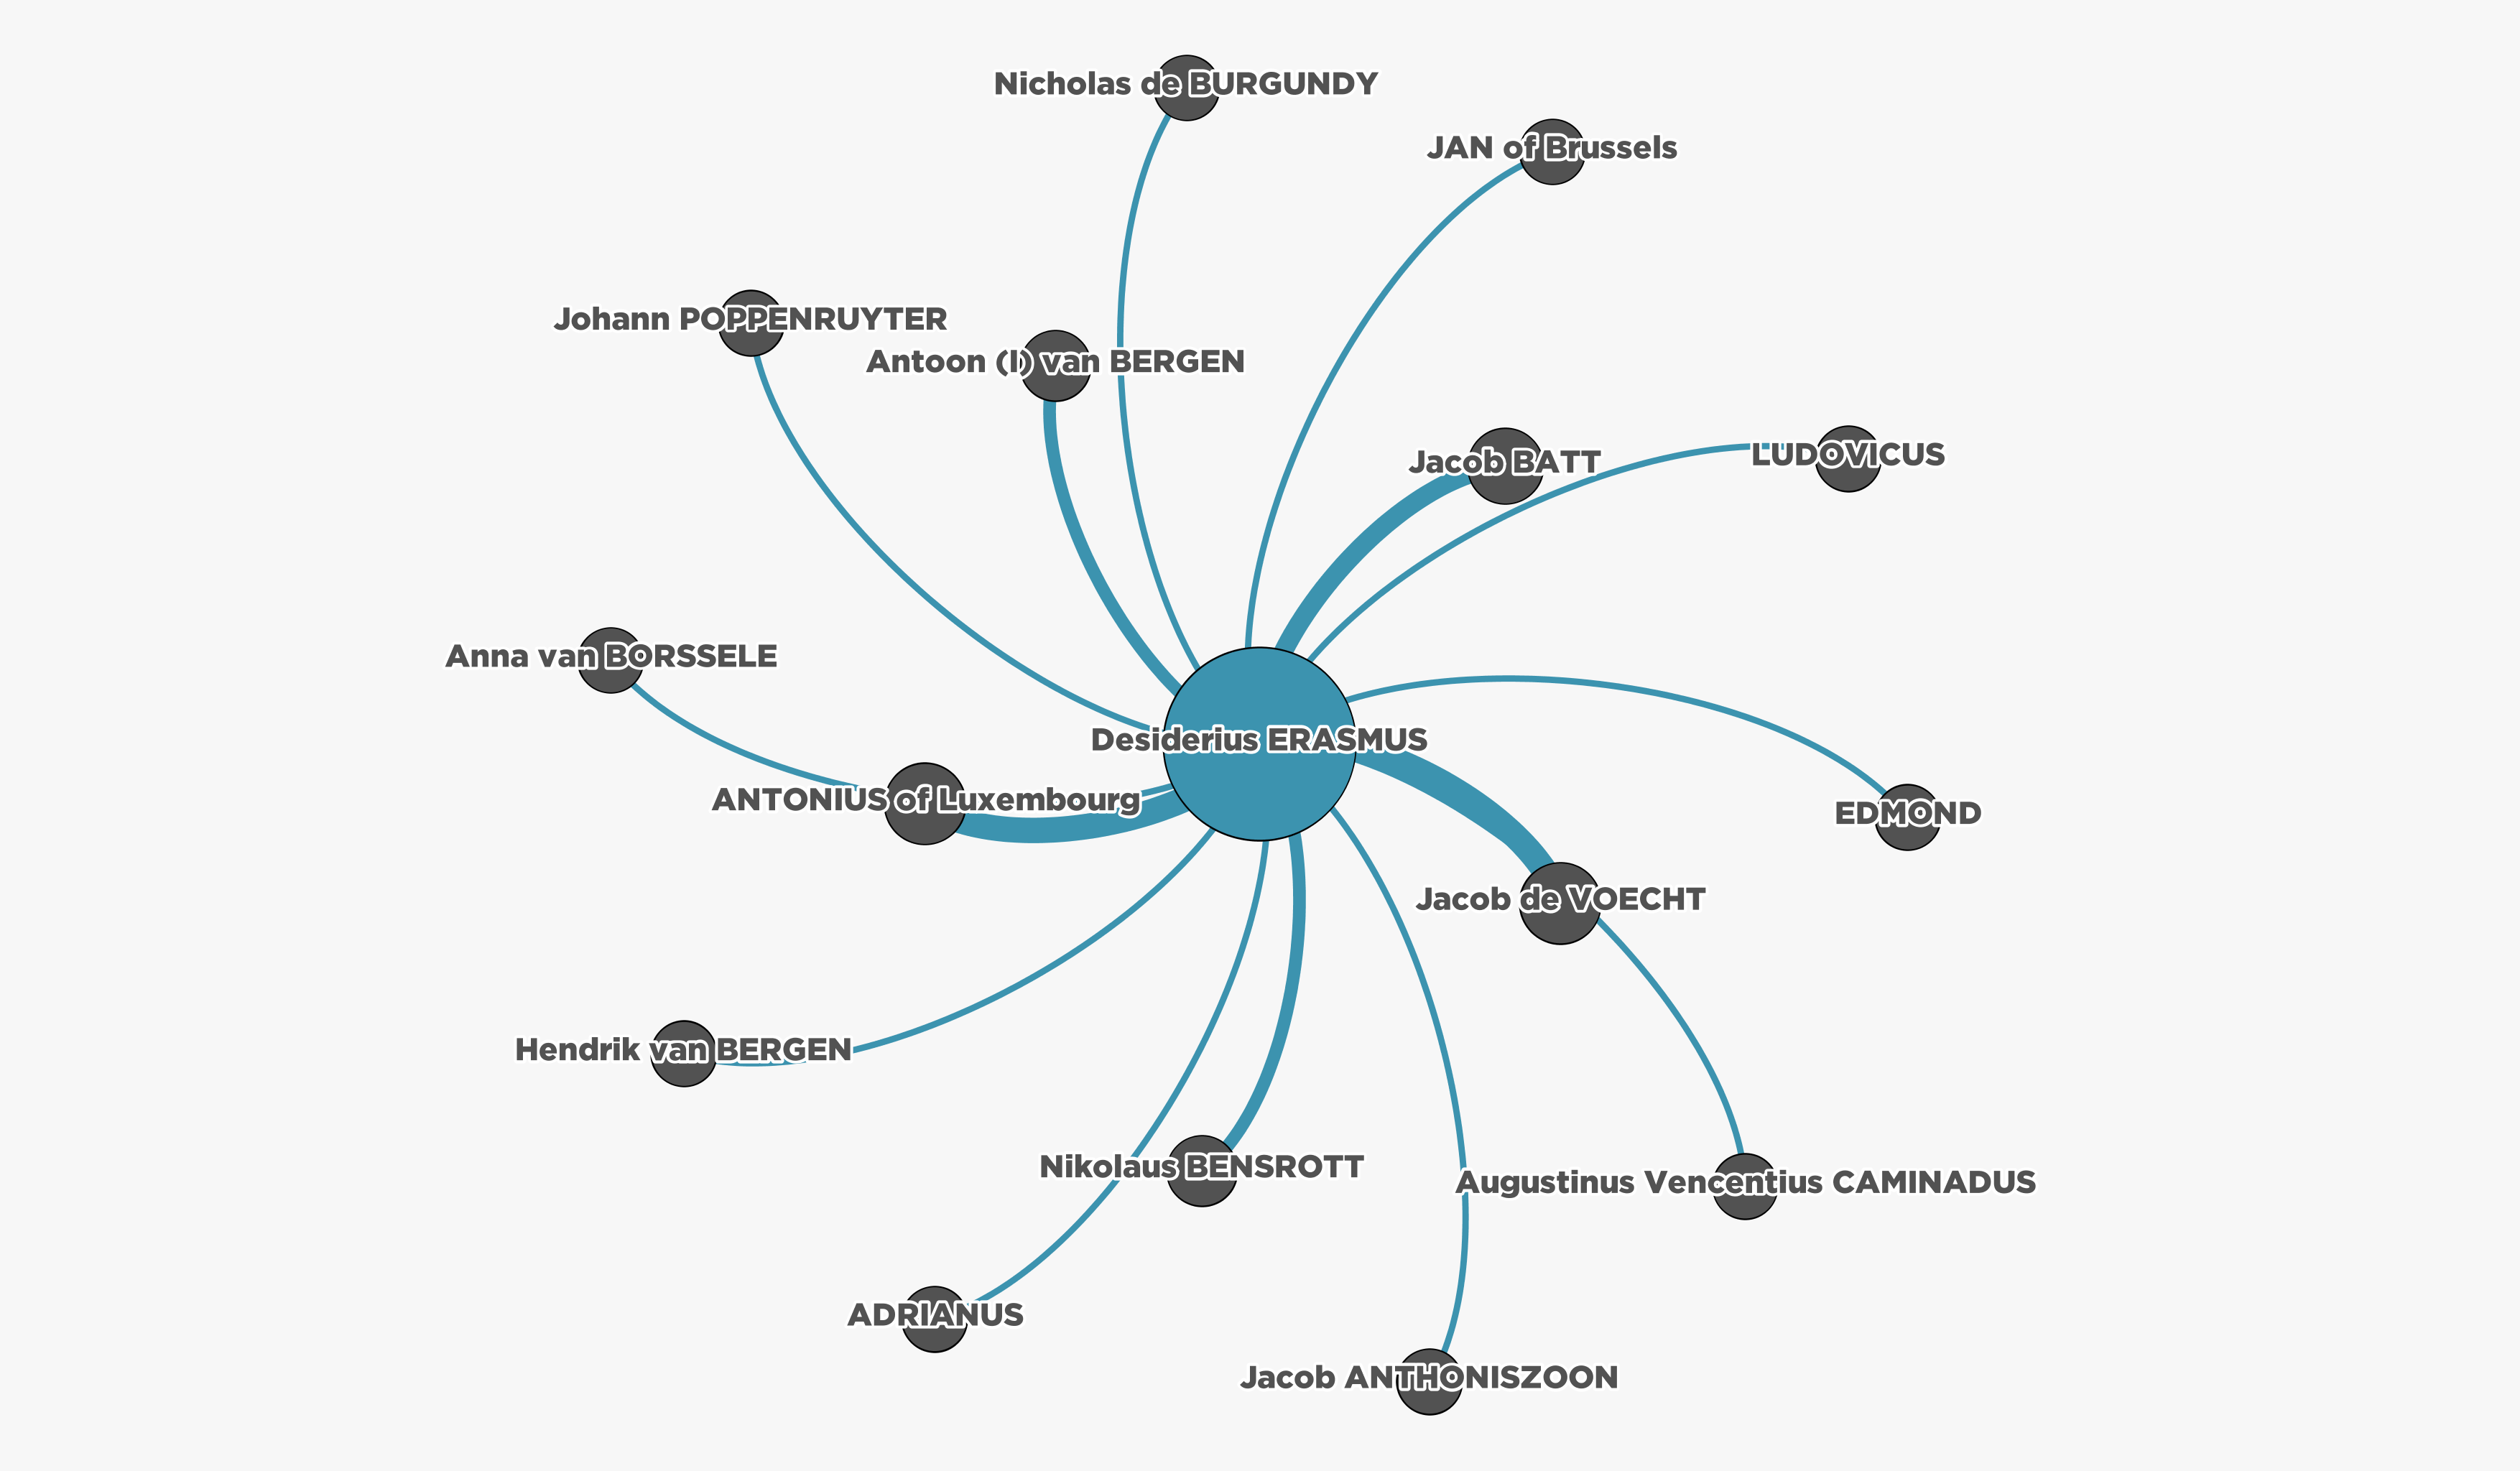 Nicholas de BURGUNDY
JAN of Brussels
Johann POPPENRUYTER
Antoon (I) van BERGEN
Jacob BATT
LUDOVICUS
Anna van BORSSELE
Desiderius ERASMUS
ANTONIUS of Luxembourg
EDMOND
Jacob de VOECHT
Hendrik van BERGEN
Nikolaus BENSROTT
Augustinus Vencentius CAMINADUS
ADRIANUS
Jacob ANTHONISZOON